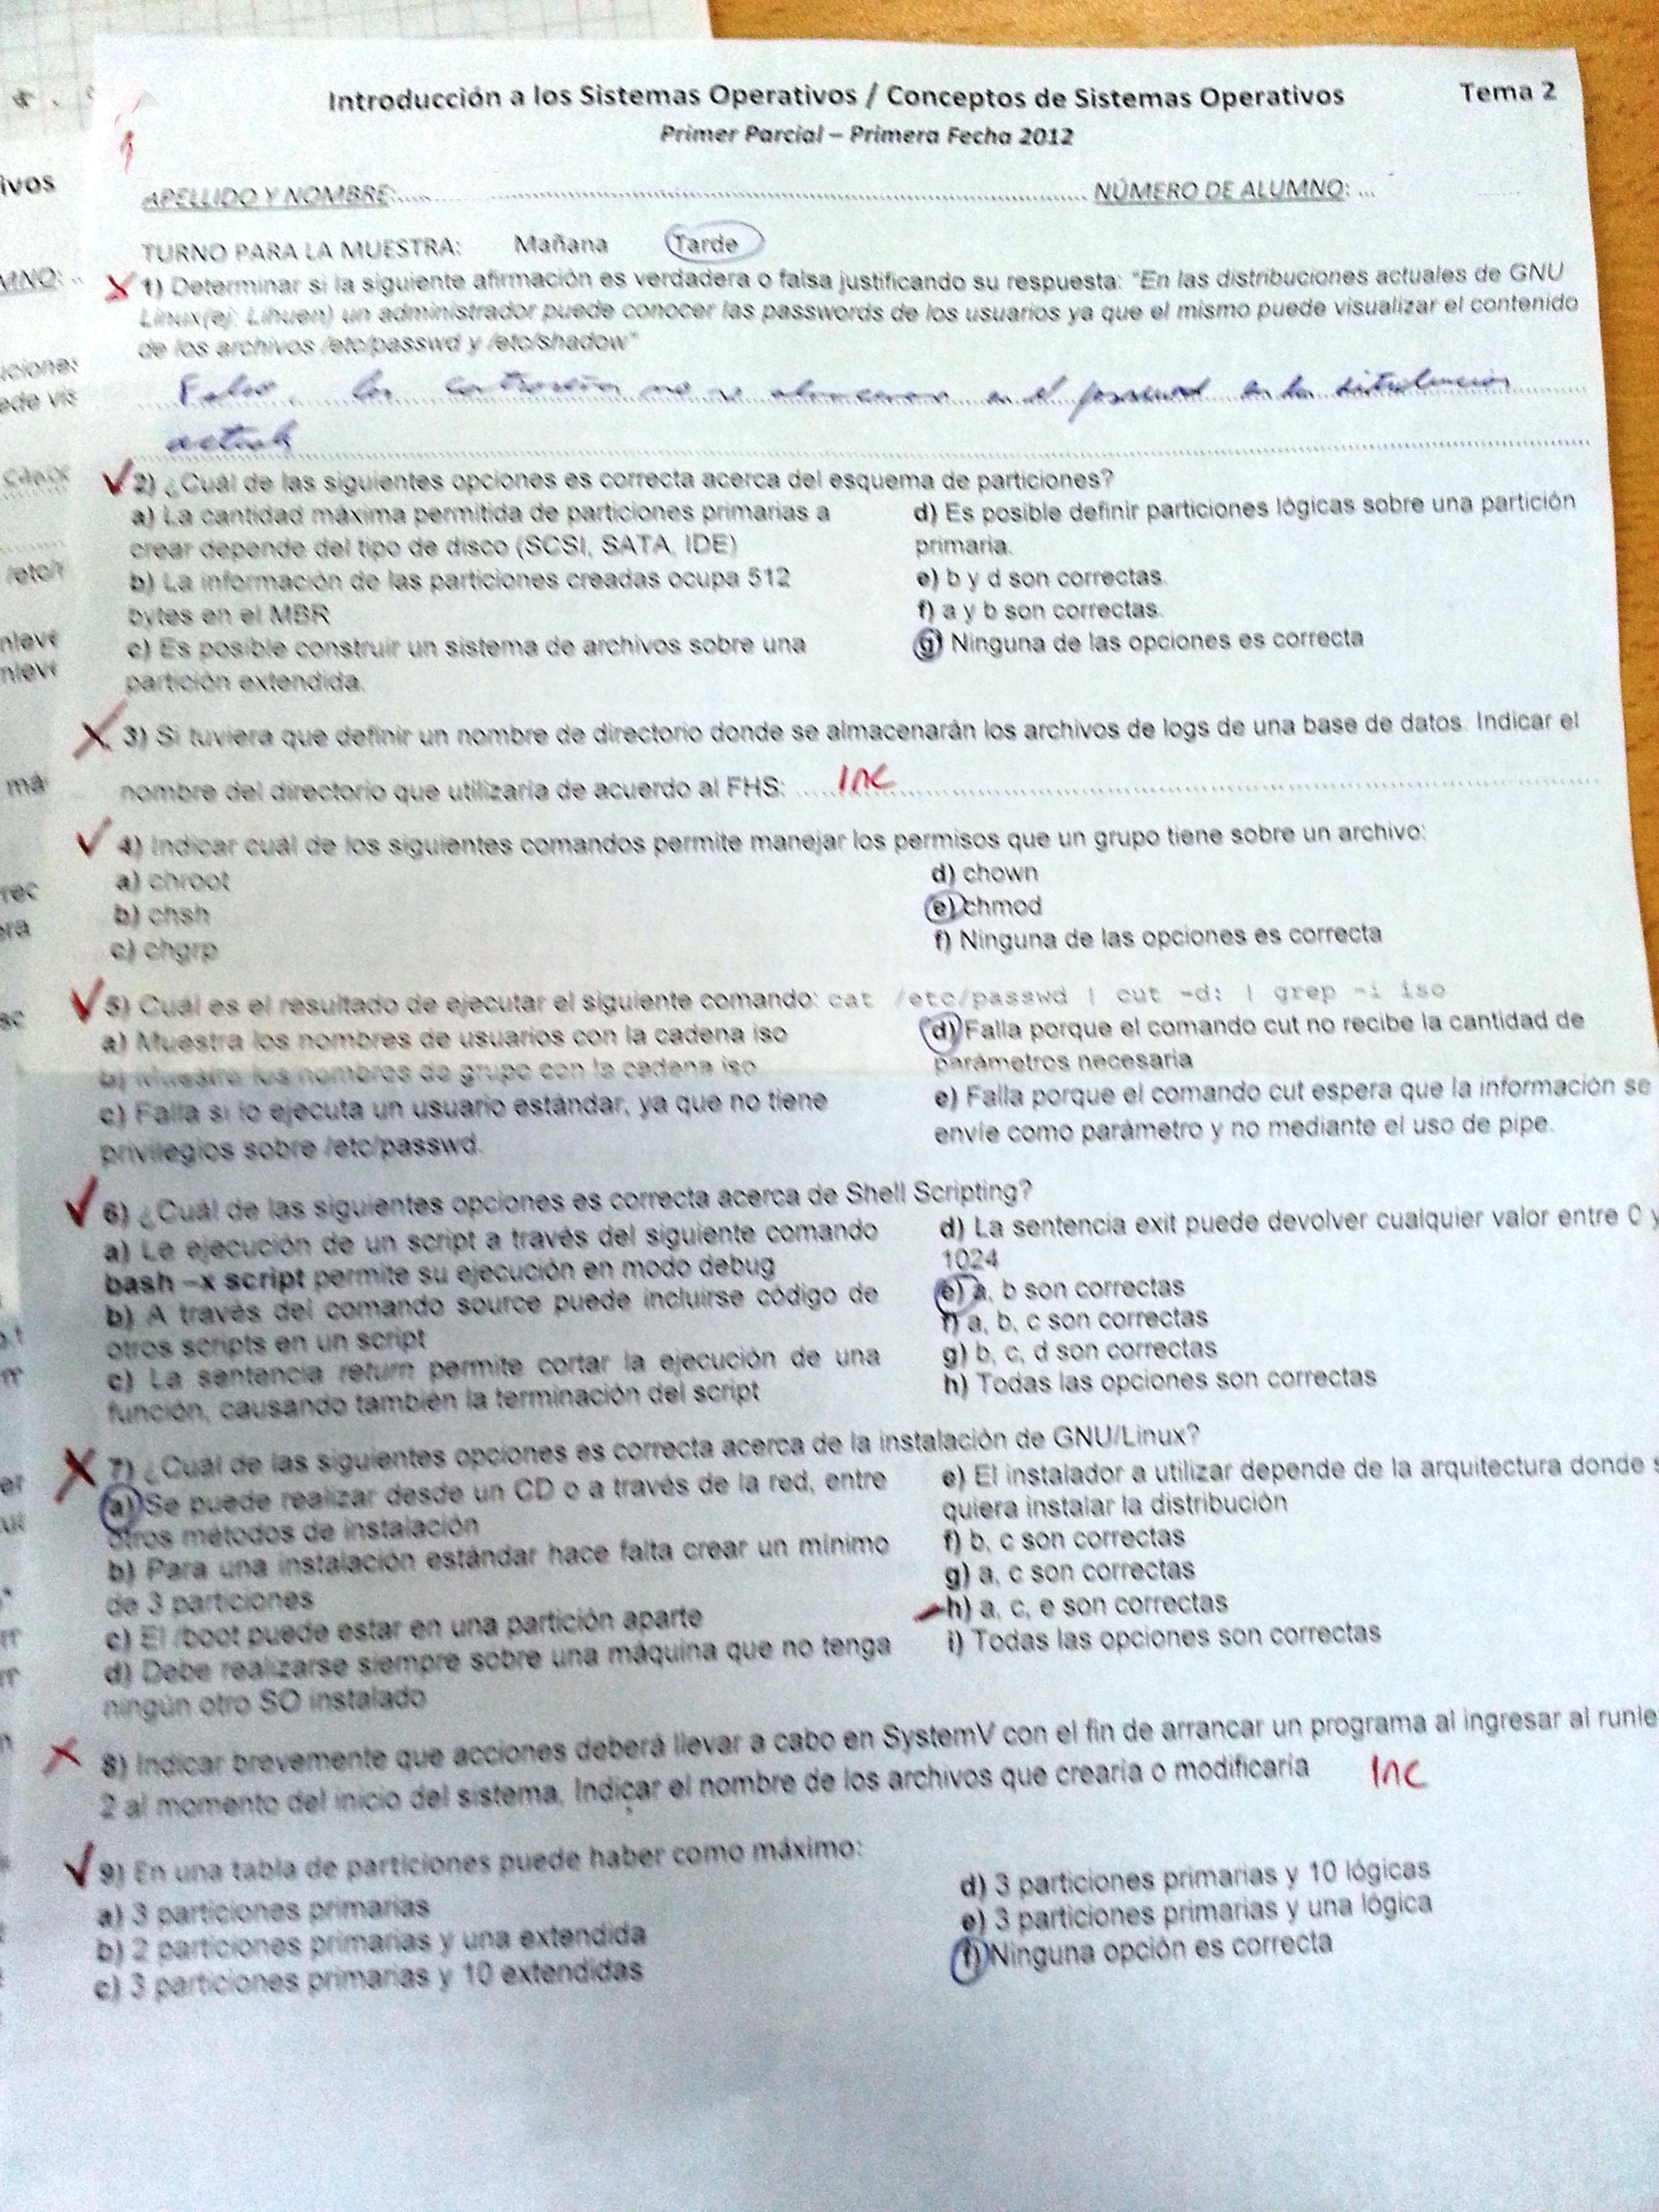 Introducción a los Sistemas Operativos / Conceptos de Sistemas Operativos Tema 2
Primer Parcial – Primera Fecha 2012
APELLIDO Y NOMBRE: NÚMERO DE ALUMNO: ...
TURNO PARA LA MUESTRA: Mañana Tarde
1) Determinar si la siguiente afirmación es verdadera o falsa justificando su respuesta: "En las distribuciones actuales de GNU
Linux(ej: Lihuen) un administrador puede conocer las passwords de los usuarios ya que el mismo puede visualizar el contenido
de los archivos /etc/passwd y /etc/shadow"
Falso, las no se almacenan en el passwd en las
2) ¿Cuál de las siguientes opciones es correcta acerca del esquema de particiones?
a) La cantidad máxima permitida de particiones primarias a
crear depende del tipo de disco (SCSI, SATA, IDE)
b) La información de las particiones creadas ocupa 512
bytes en el MBR
c) Es posible construir un sistema de archivos sobre una
partición extendida.
d) Es posible definir particiones lógicas sobre una partición
primaria.
e) b y d son correctas.
f) a y b son correctas.
g) Ninguna de las opciones es correcta
3) Si tuviera que definir un nombre de directorio donde se almacenarán los archivos de logs de una base de datos. Indicar el
nombre del directorio que utilizaría de acuerdo al FHS: Inc
4) Indicar cuál de los siguientes comandos permite manejar los permisos que un grupo tiene sobre un archivo:
a) chroot
b) chsh
c) chgrp
d) chown
e) chmod
f) Ninguna de las opciones es correcta
5) Cuál es el resultado de ejecutar el siguiente comando: cat /etc/passwd | cut -d: | grep -i iso
a) Muestra los nombres de usuarios con la cadena iso
b) Muestra los nombres de grupo con la cadena iso
c) Falla si lo ejecuta un usuario estándar, ya que no tiene
privilegios sobre /etc/passwd.
d) Falla porque el comando cut no recibe la cantidad de
parámetros necesaria
e) Falla porque el comando cut espera que la información se
envíe como parámetro y no mediante el uso de pipe.
6) ¿Cuál de las siguientes opciones es correcta acerca de Shell Scripting?
a) Le ejecución de un script a través del siguiente comando
bash –x script permite su ejecución en modo debug
b) A través del comando source puede incluirse código de
otros scripts en un script
c) La sentencia return permite cortar la ejecución de una
función, causando también la terminación del script
d) La sentencia exit puede devolver cualquier valor entre 0 y
1024
e) a, b son correctas
f) a, b, c son correctas
g) b, c, d son correctas
h) Todas las opciones son correctas
7) ¿Cuál de las siguientes opciones es correcta acerca de la instalación de GNU/Linux?
a) Se puede realizar desde un CD o a través de la red, entre
otros métodos de instalación
b) Para una instalación estándar hace falta crear un mínimo
de 3 particiones
c) El /boot puede estar en una partición aparte
d) Debe realizarse siempre sobre una máquina que no tenga
ningún otro SO instalado
e) El instalador a utilizar depende de la arquitectura donde s
quiera instalar la distribución
f) b, c son correctas
g) a, c son correctas
h) a, c, e son correctas
i) Todas las opciones son correctas
8) Indicar brevemente que acciones deberá llevar a cabo en SystemV con el fin de arrancar un programa al ingresar al runle
2 al momento del inicio del sistema, Indicar el nombre de los archivos que crearía o modificaría Inc
9) En una tabla de particiones puede haber como máximo:
a) 3 particiones primarias
b) 2 particiones primarias y una extendida
c) 3 particiones primarias y 10 extendidas
d) 3 particiones primarias y 10 lógicas
e) 3 particiones primarias y una lógica
f) Ninguna opción es correcta